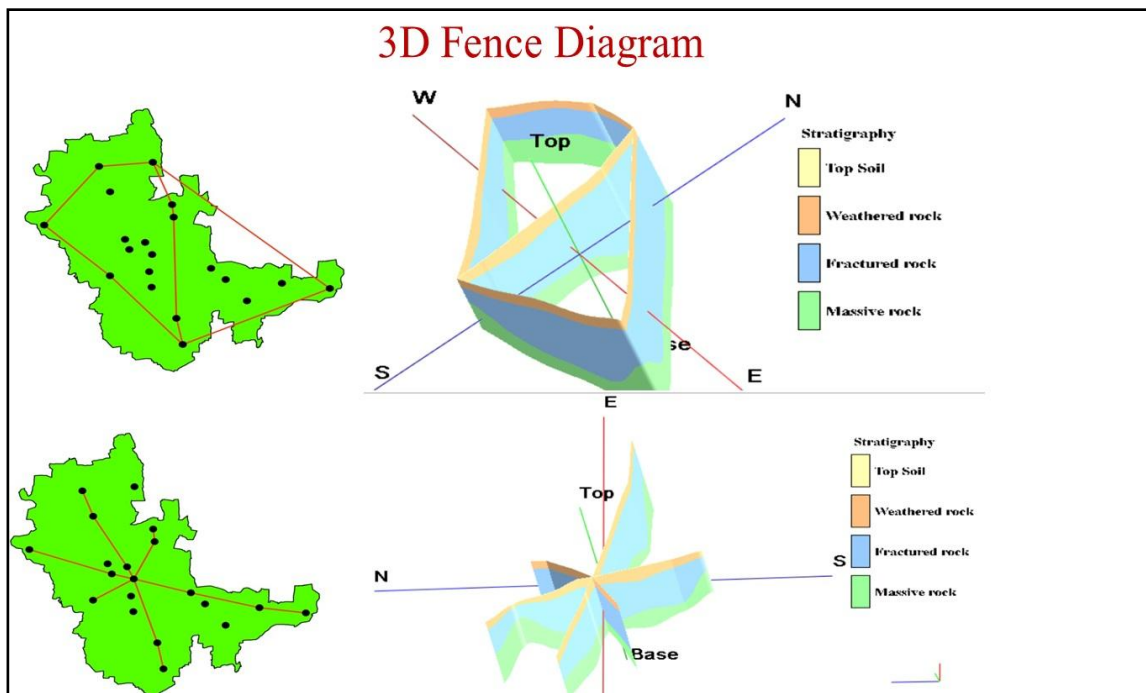 3D Fence Diagram
W
N
Top
Stratigraphy
Top Soil
Weathered rock
Fractured rock
Massive rock
se
S
E
E
Stratigraphy
Top Soil
Top
Weathered rock
Fractured rock
S
N
Massive rock
Base